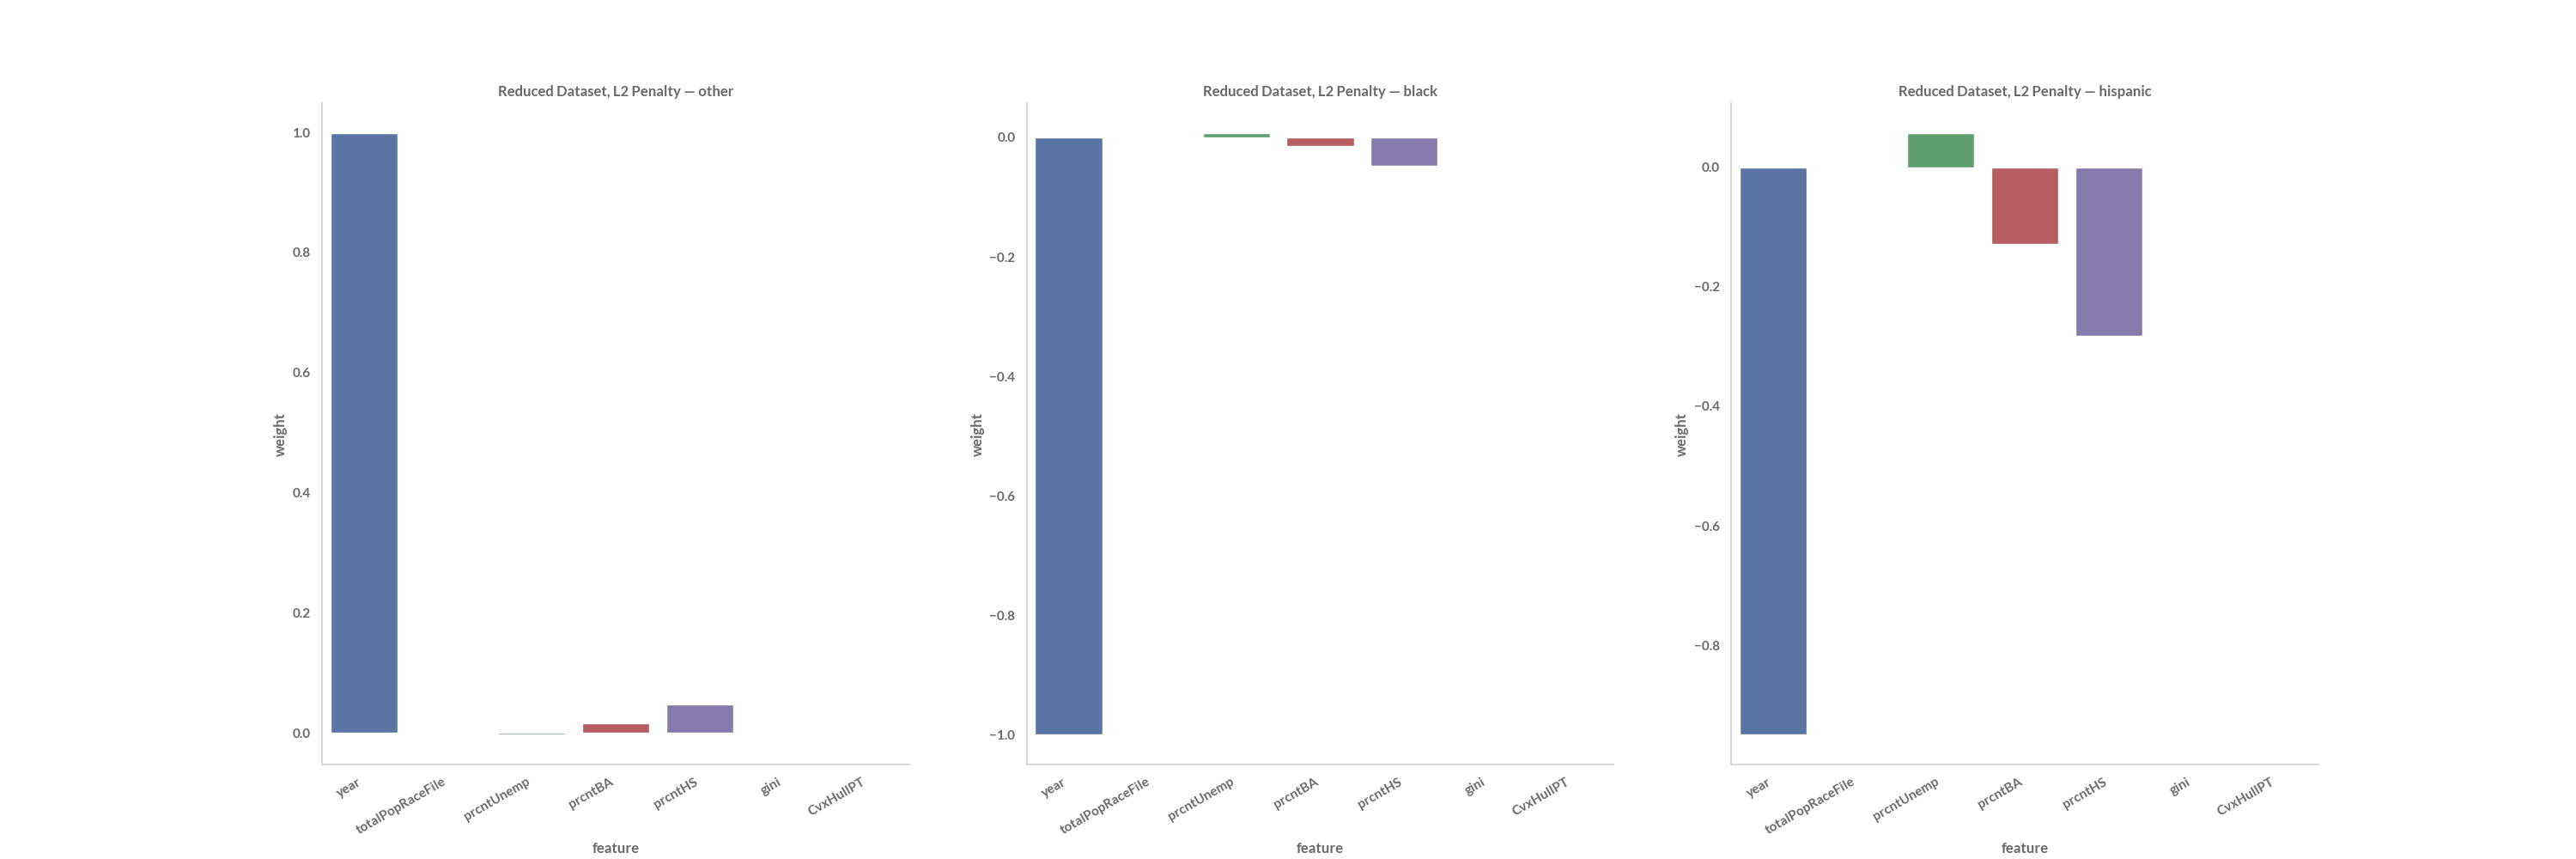 Reduced Dataset, L2 Penalty — other
1.0
0.8
0.6
0.4
0.2
0.0
weight
year
totalPopRaceFile
prcntUnemp
prcntBA
prcntHS
gini
CvxHullPT
feature
Reduced Dataset, L2 Penalty — black
0.0
−0.2
−0.4
−0.6
−0.8
−1.0
weight
year
totalPopRaceFile
prcntUnemp
prcntBA
prcntHS
gini
CvxHullPT
feature
Reduced Dataset, L2 Penalty — hispanic
0.0
−0.2
−0.4
−0.6
−0.8
weight
year
totalPopRaceFile
prcntUnemp
prcntBA
prcntHS
gini
CvxHullPT
feature